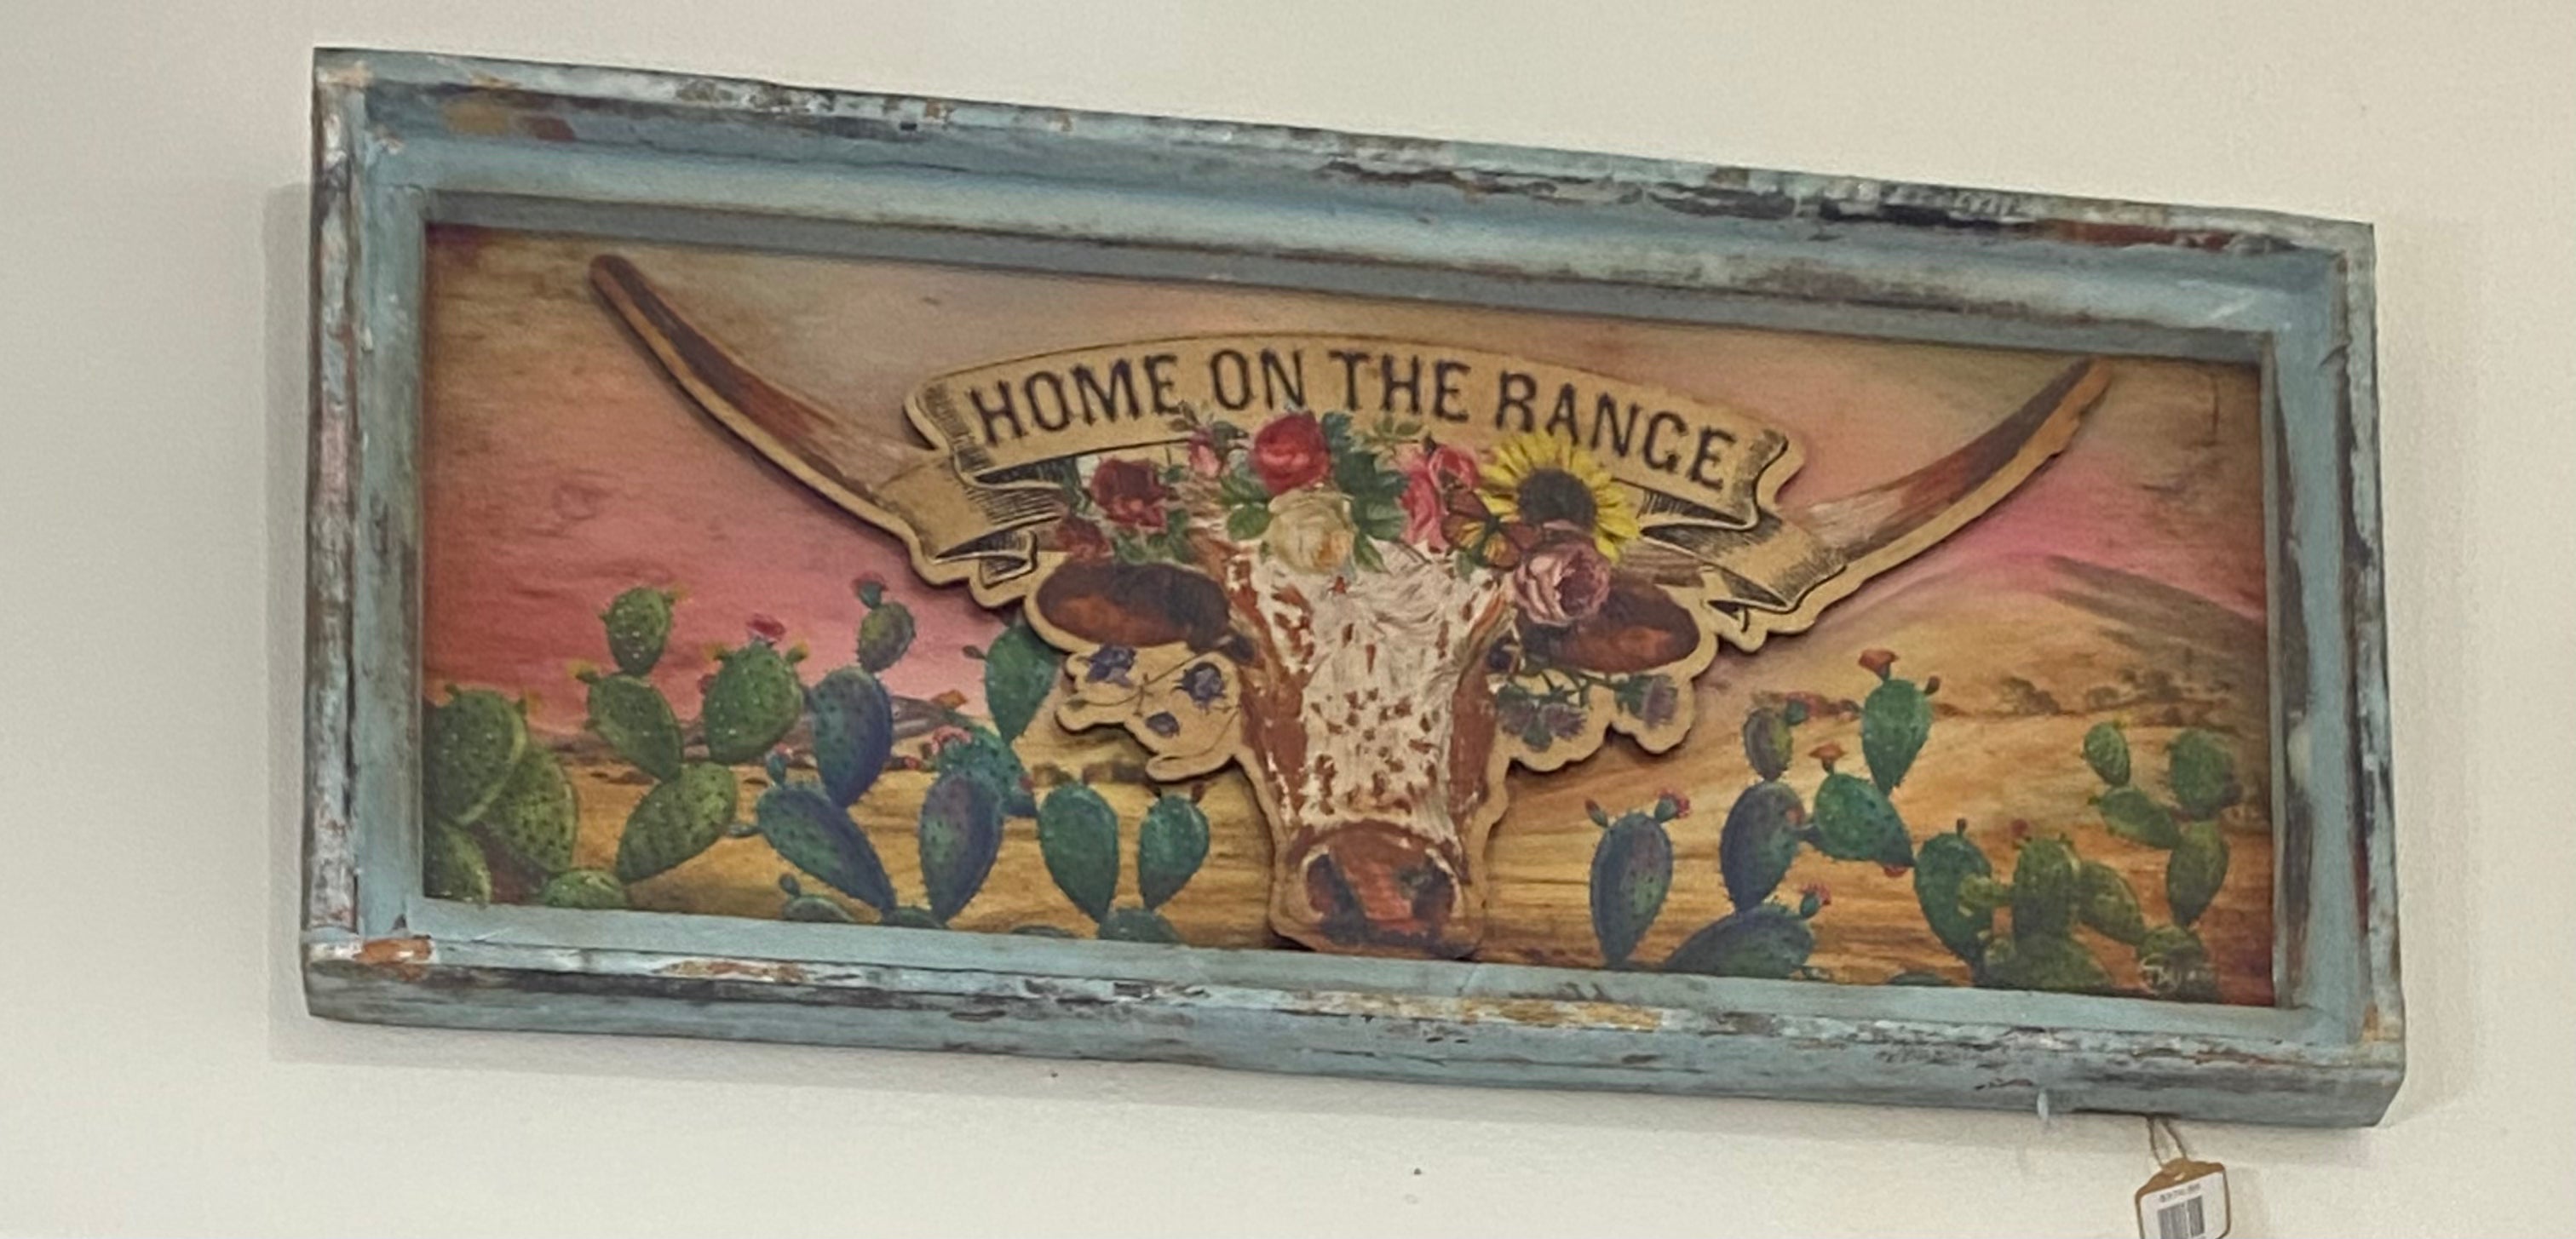 HOME ON THE RANGE